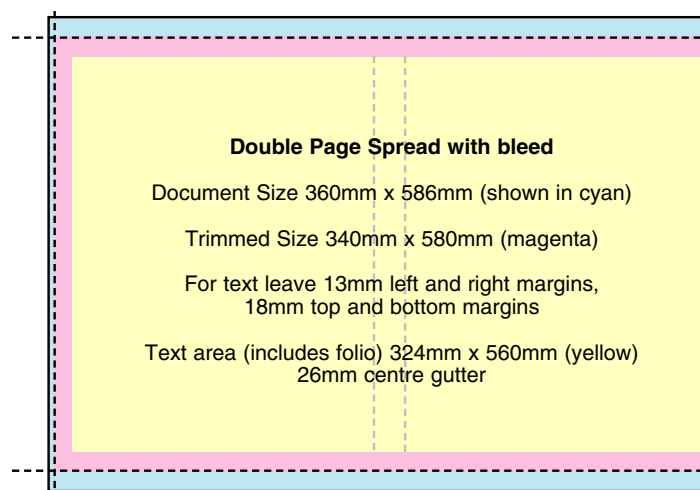 Double Page Spread with bleed
Document Size 360mm x 586mm (shown in cyan)
Trimmed Size 340mm x 580mm (magenta)
For text leave 13mm left and right margins,
18mm top and bottom margins
Text area (includes folio) 324mm x 560mm (yellow)
26mm centre gutter